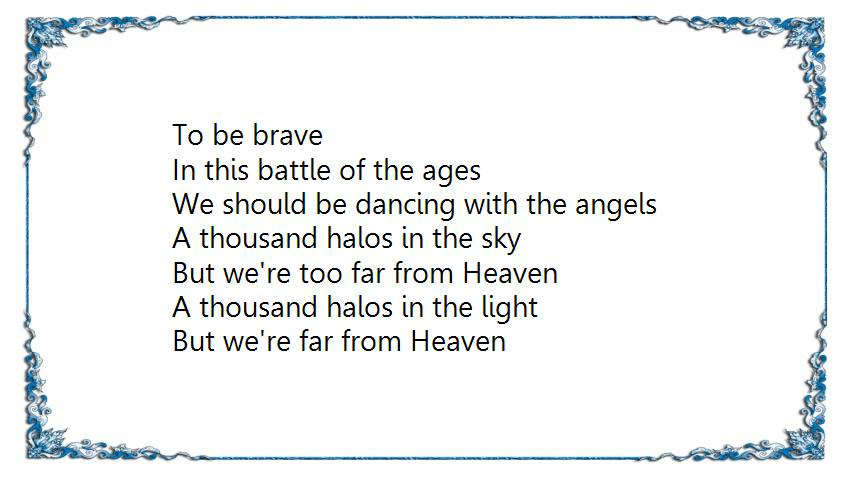 To be brave
In this battle of the ages
We should be dancing with the angels
A thousand halos in the sky
But we're too far from Heaven
A thousand halos in the light
But we're far from Heaven